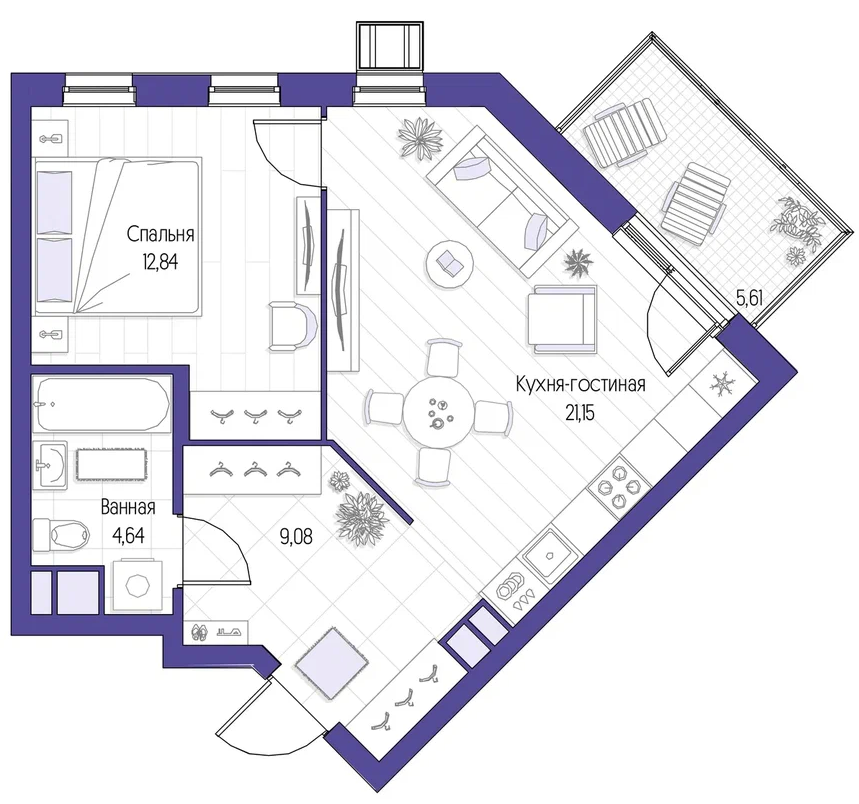 Спальня
12,84
5,61
Кухня-гостиная
21,15
Ванная
4,64
9,08